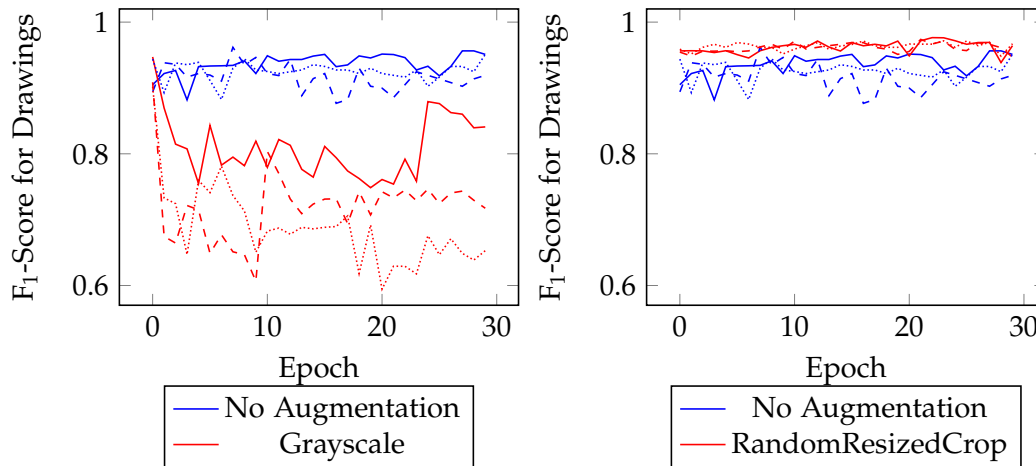 F1-Score for Drawings
1
0.8
0.6
0 10 20 30
Epoch
No Augmentation
Grayscale
F1-Score for Drawings
1
0.8
0.6
0 10 20 30
Epoch
No Augmentation
RandomResizedCrop